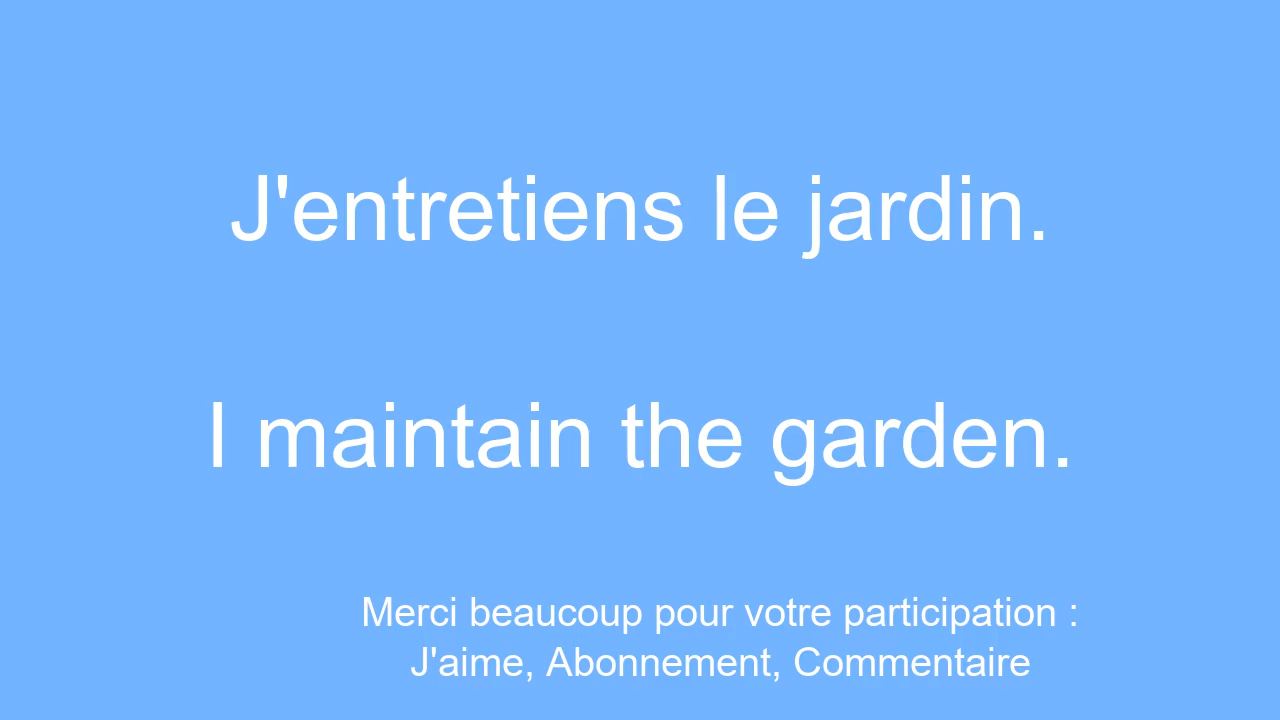 J'entretiens le jardin.
I maintain the garden.
Merci beaucoup pour votre participation :
J'aime, Abonnement, Commentaire